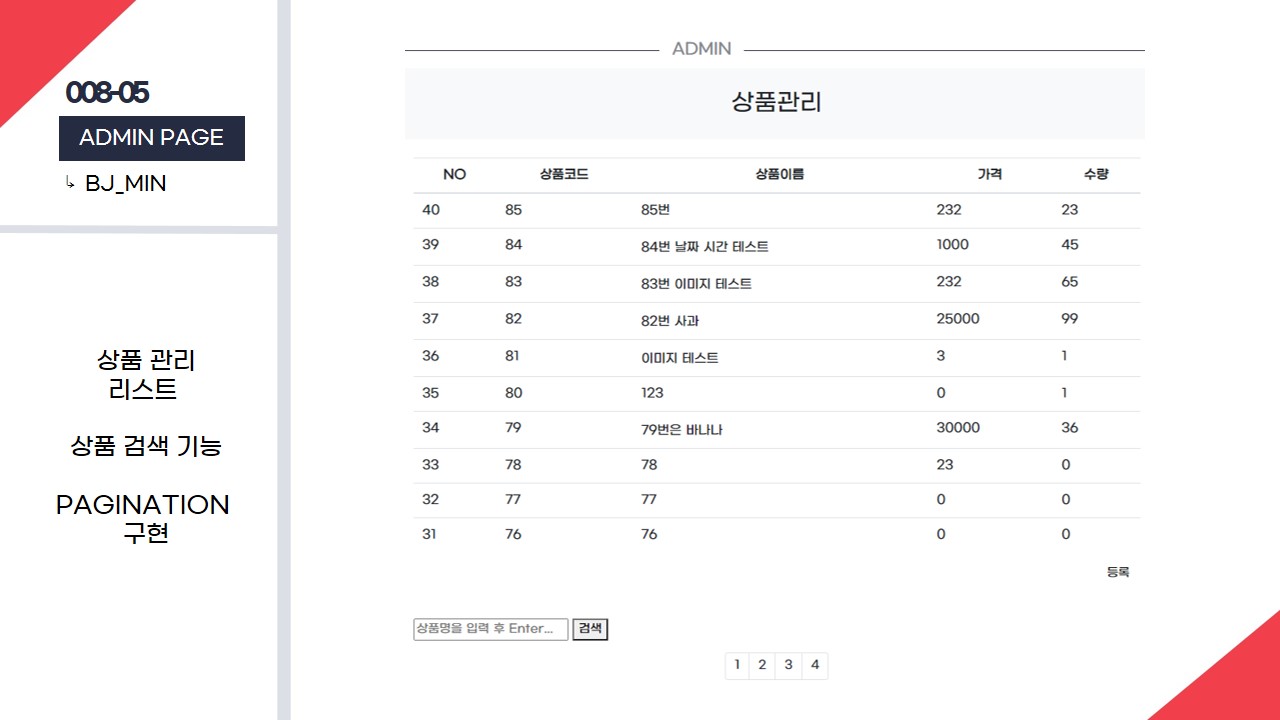 008-05
ADMIN PAGE
↳ BJ_MIN
상품 관리
리스트
상품 검색 기능
PAGINATION
구현
ADMIN
상품관리
NO 상품코드 상품이름 가격 수량
40 85 85번 232 23
39 84 84번 날짜 시간 테스트 1000 45
38 83 83번 이미지 테스트 232 65
37 82 82번 사과 25000 99
36 81 이미지 테스트 3 1
35 80 123 0 1
34 79 79번은 바나나 30000 36
33 78 78 23 0
32 77 77 0 0
31 76 76 0 0
등록
상품명을 입력 후 Enter... 검색
1 2 3 4